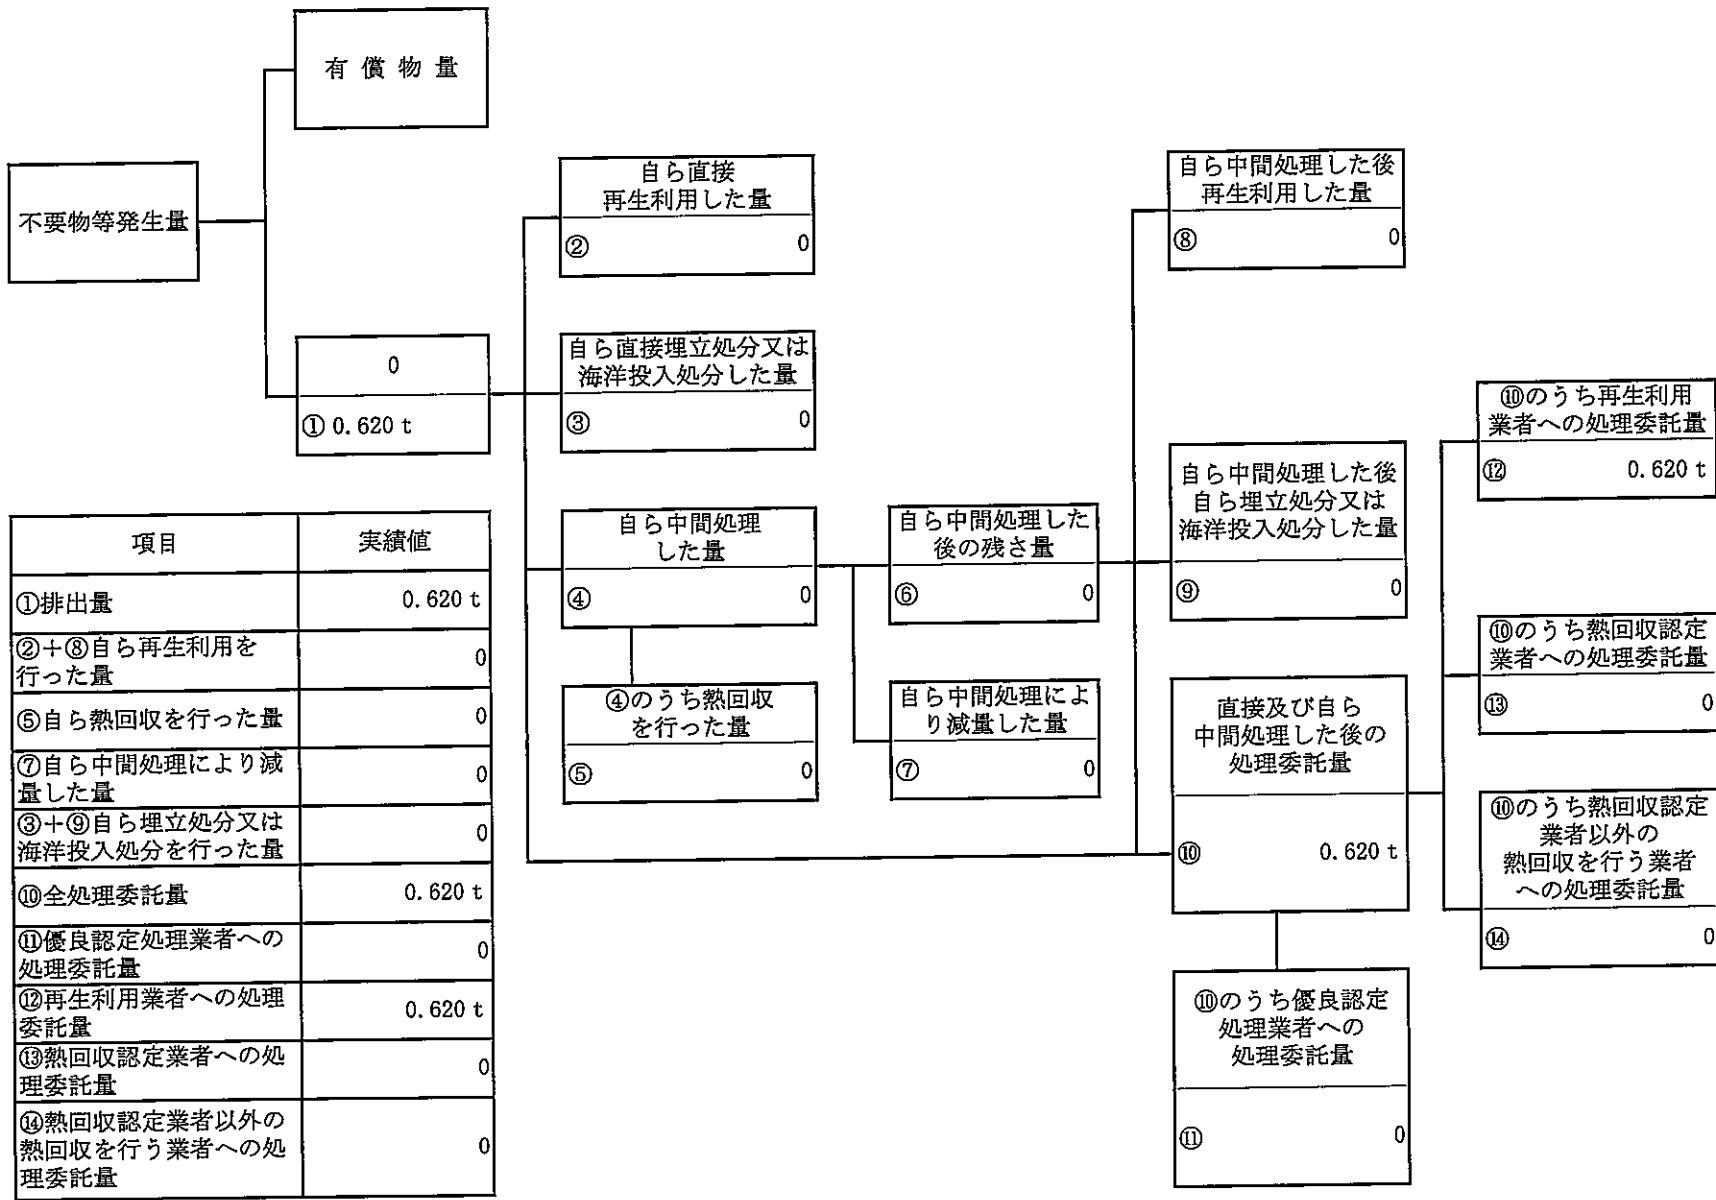 有償物量
不要物等発生量
自ら直接
再生利用した量
② 0
自ら中間処理した後
再生利用した量
⑧ 0
0
① 0.620 t
自ら直接埋立処分又は
海洋投入処分した量
③ 0
⑩のうち再生利用
業者への処理委託量
⑫ 0.620 t
自ら中間処理
した量
④ 0
自ら中間処理した
後の残さ量
⑥ 0
自ら中間処理した後
自ら埋立処分又は
海洋投入処分した量
⑨ 0
⑩のうち熱回収認定
業者への処理委託量
⑬ 0
④のうち熱回収
を行った量
⑤ 0
自ら中間処理によ
り減量した量
⑦ 0
直接及び自ら
中間処理した後の
処理委託量
⑩ 0.620 t
⑩のうち熱回収認定
業者以外の
熱回収を行う業者
への処理委託量
⑭ 0
⑩のうち優良認定
処理業者への
処理委託量
⑪ 0
項目 実績値
①排出量 0.620 t
②＋⑧自ら再生利用を
行った量 0
⑤自ら熱回収を行った量 0
⑦自ら中間処理により減
量した量 0
③＋⑨自ら埋立処分又は
海洋投入処分を行った量 0
⑩全処理委託量 0.620 t
⑪優良認定処理業者への
処理委託量 0
⑫再生利用業者への処理
委託量 0.620 t
⑬熱回収認定業者への処
理委託量 0
⑭熱回収認定業者以外の
熱回収を行う業者への処
理委託量 0